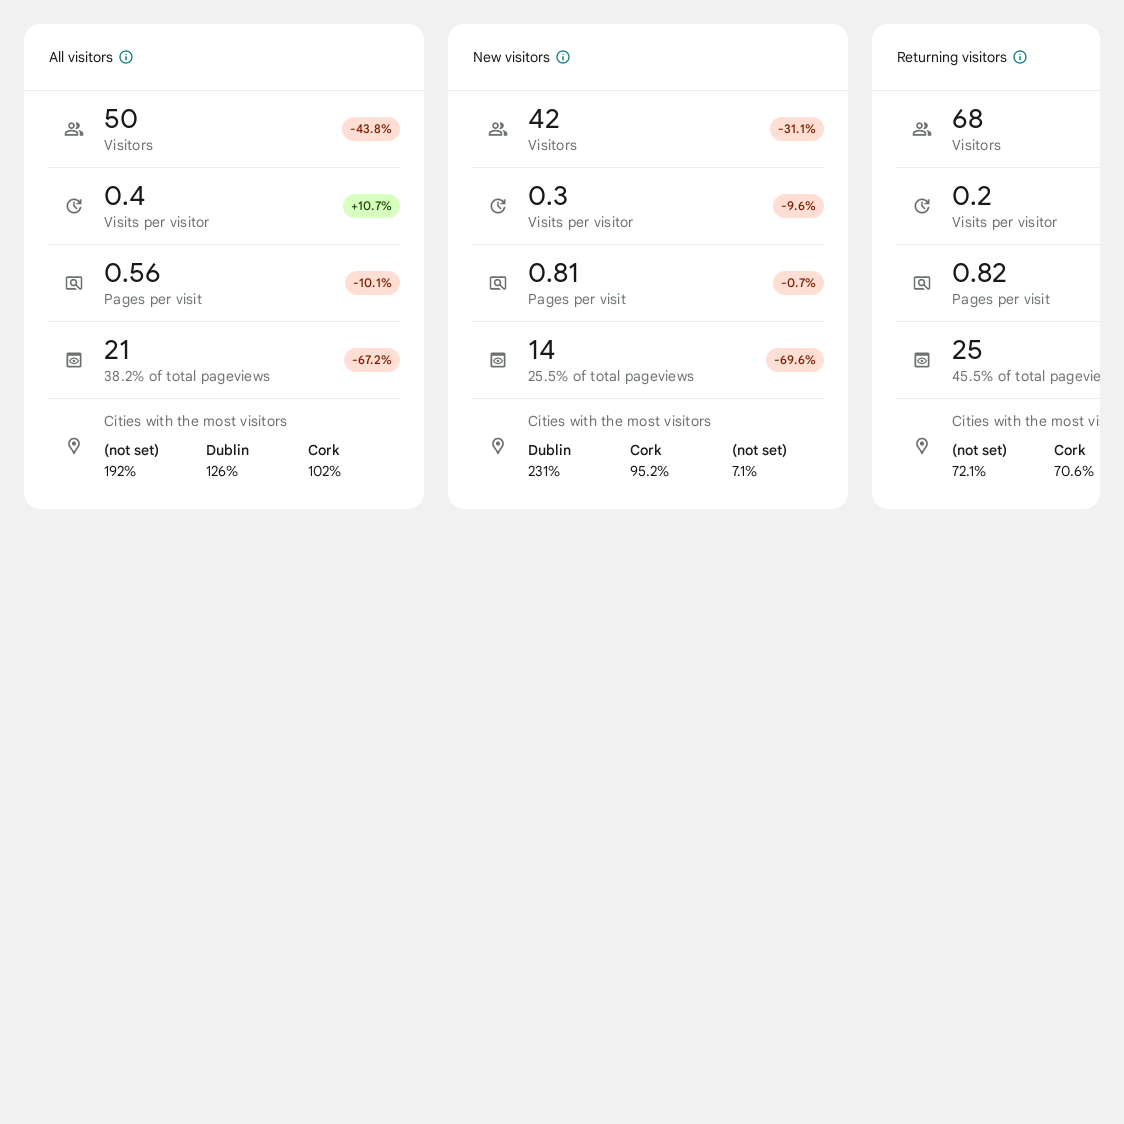 All visitors
50
Visitors
-43.8%
0.4
Visits per visitor
+10.7%
0.56
Pages per visit
-10.1%
21
38.2% of total pageviews
-67.2%
Cities with the most visitors
(not set) Dublin Cork
192% 126% 102%
New visitors
42
Visitors
-31.1%
0.3
Visits per visitor
-9.6%
0.81
Pages per visit
-0.7%
14
25.5% of total pageviews
-69.6%
Cities with the most visitors
Dublin Cork (not set)
231% 95.2% 7.1%
Returning visitors
68
Visitors
0.2
Visits per visitor
0.82
Pages per visit
25
45.5% of total pagevie
Cities with the most vi
(not set) Cork
72.1% 70.6%